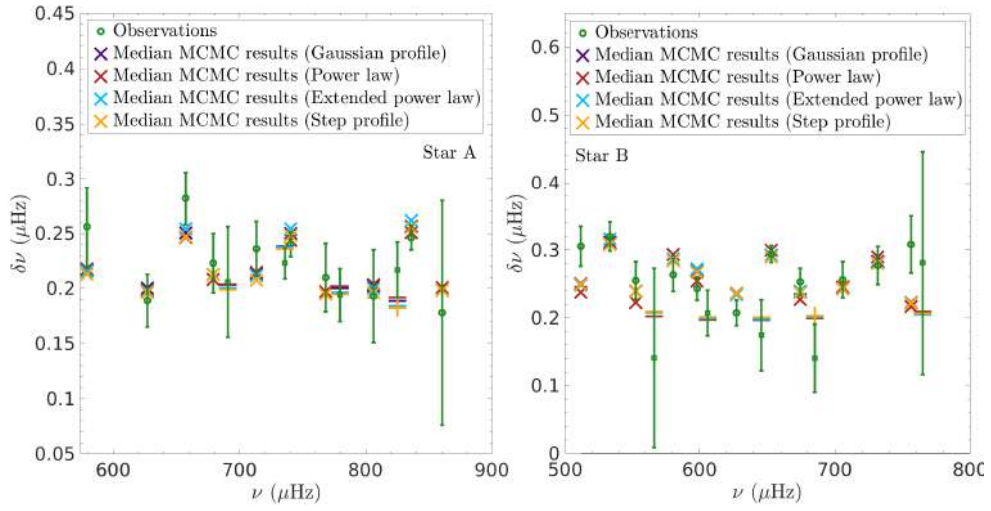 0.45
0.4
0.3
0.25
0.2
0.15
0.1
0.05
δν (μHz)
Observations
Median MCMC results (Gaussian profile)
Median MCMC results (Power law)
Median MCMC results (Extended power law)
Median MCMC results (Step profile)
Star A
600 700 800 900
ν (μHz)
0.6
0.5
0.4
0.3
0.2
0.1
0
δν (μHz)
Observations
Median MCMC results (Gaussian profile)
Median MCMC results (Power law)
Median MCMC results (Extended power law)
Median MCMC results (Step profile)
Star B
500 600 700 800
ν (μHz)